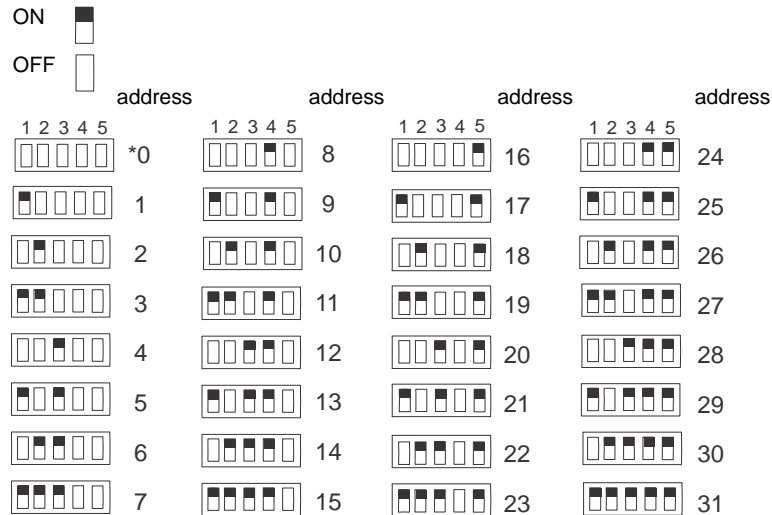 ON
OFF
address address address address
1 2 3 4 5 1 2 3 4 5 1 2 3 4 5 1 2 3 4 5
*0 8 16 24
1 9 17 25
2 10 18 26
3 11 19 27
4 12 20 28
5 13 21 29
6 14 22 30
7 15 23 31